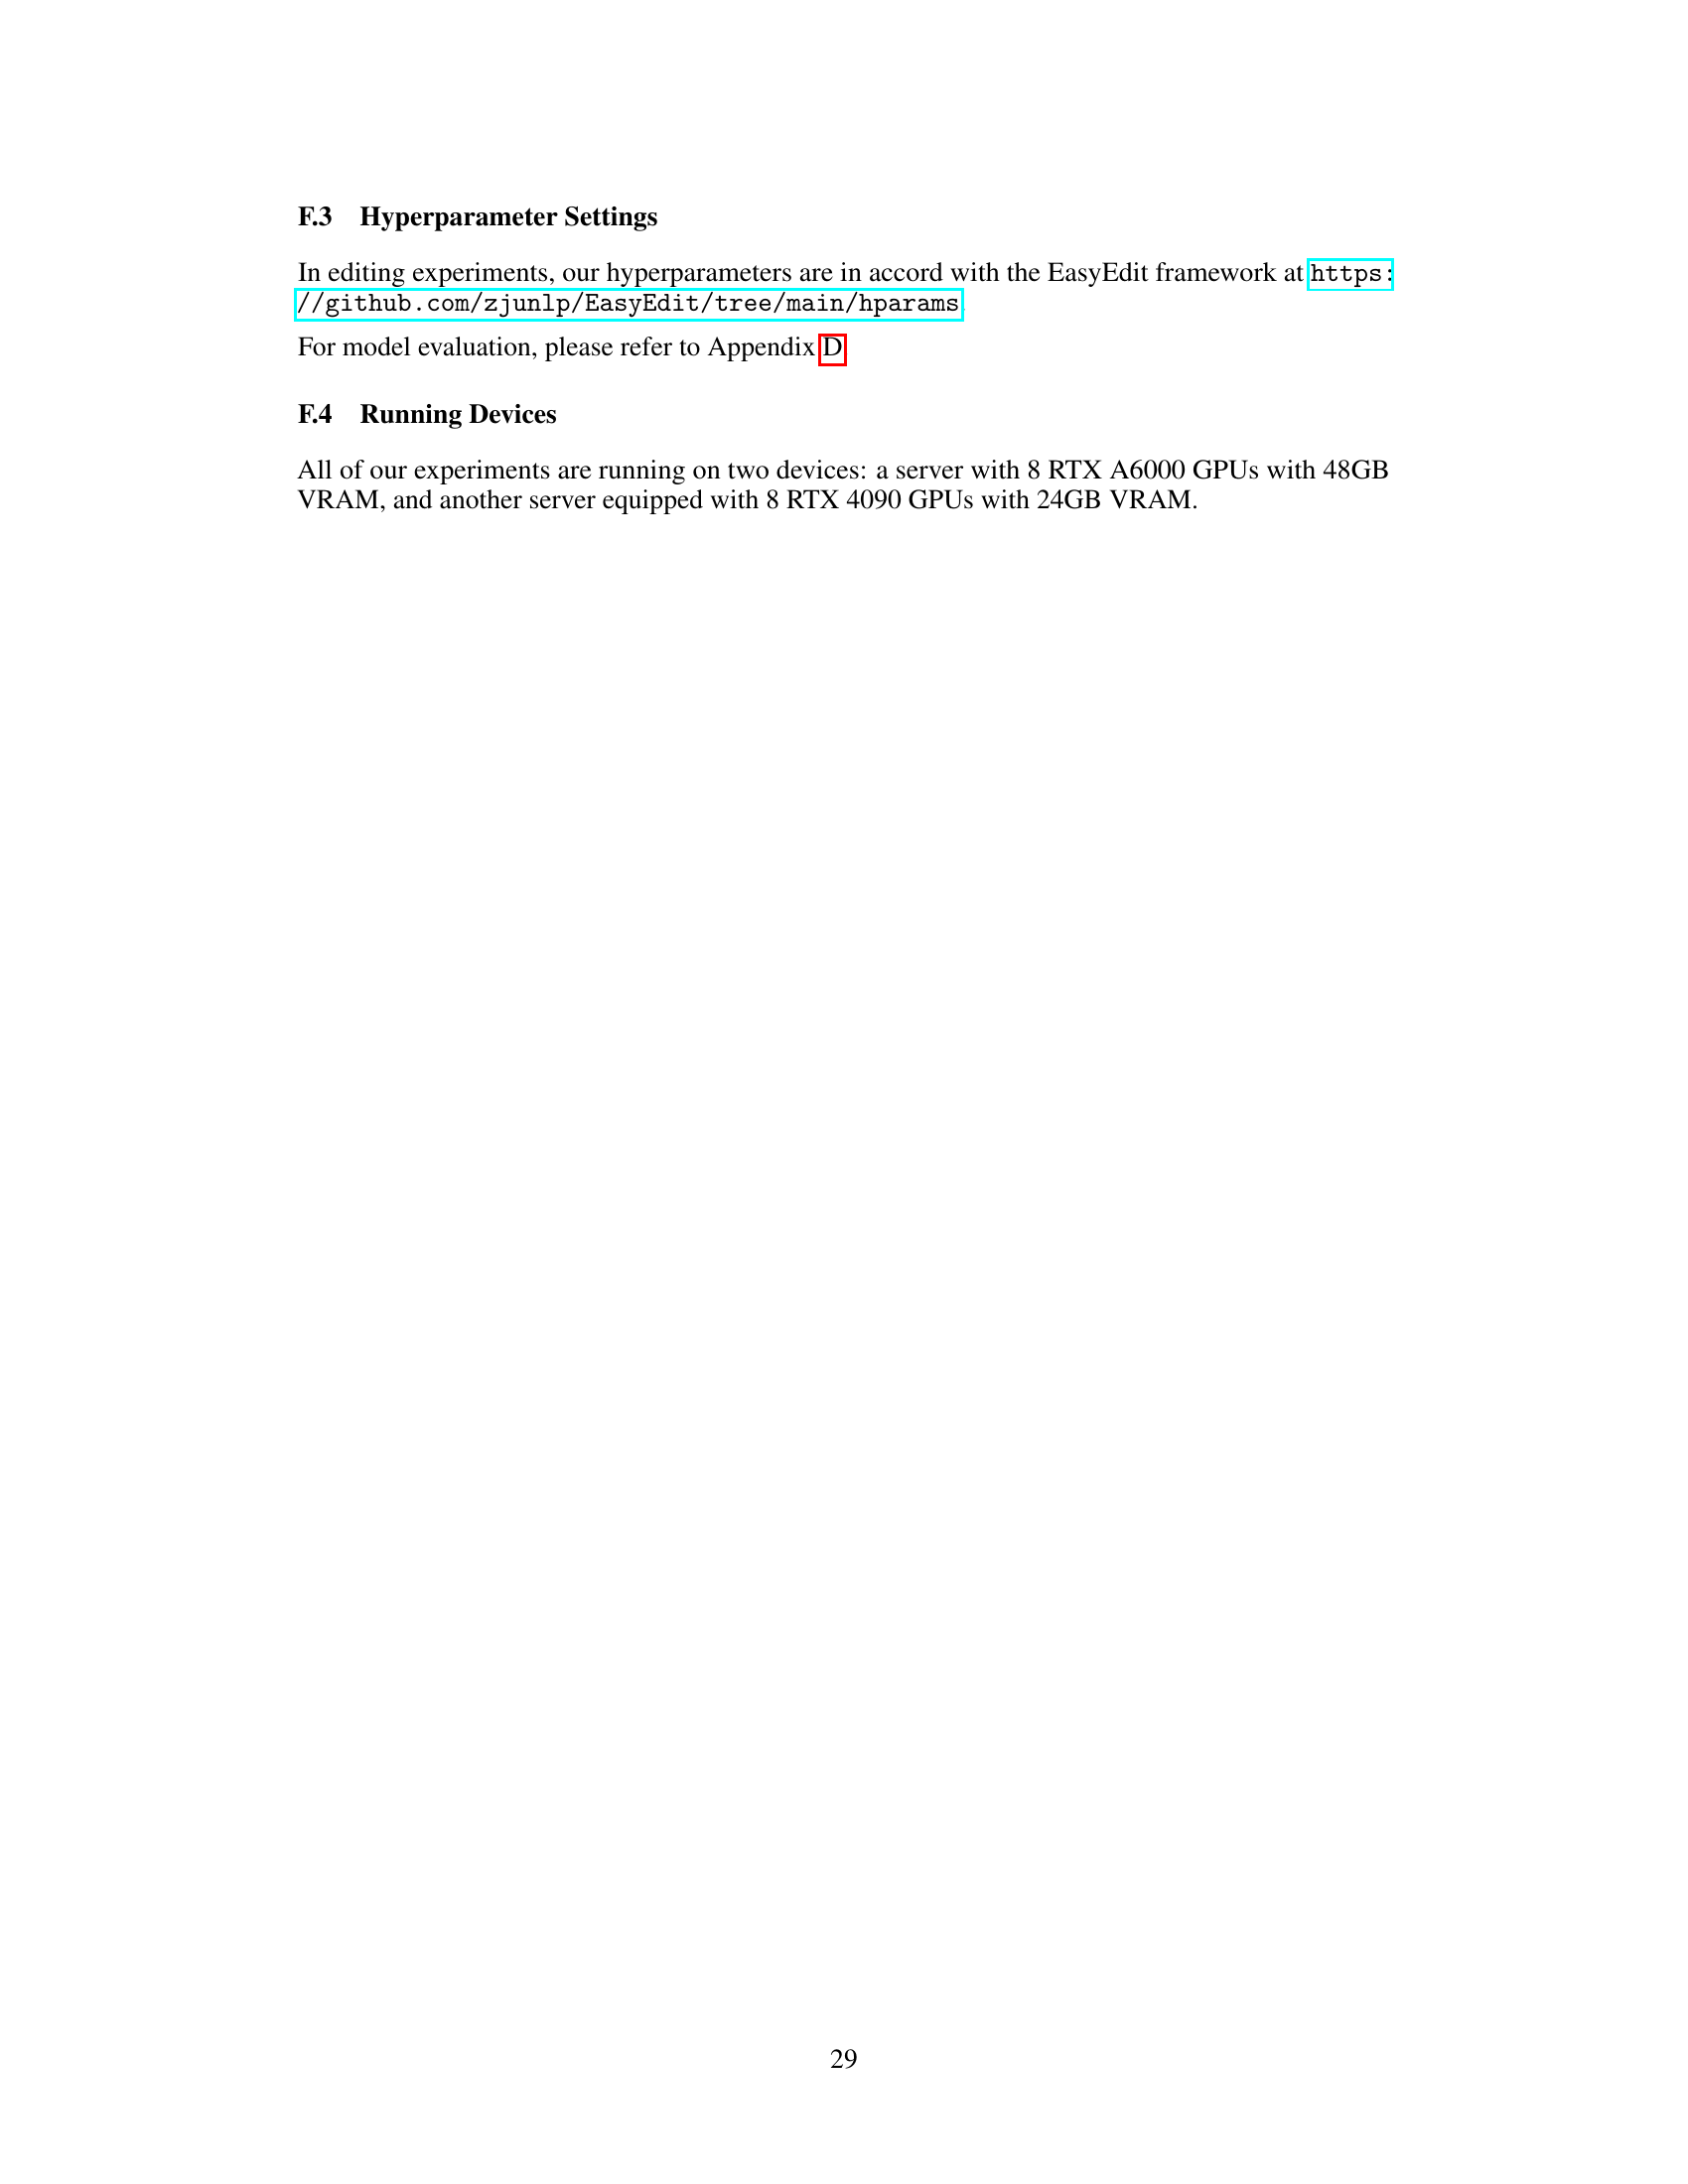 F.3 Hyperparameter Settings
In editing experiments, our hyperparameters are in accord with the EasyEdit framework at https:
//github.com/zjunlp/EasyEdit/tree/main/hparams.
For model evaluation, please refer to Appendix D.
F.4 Running Devices
All of our experiments are running on two devices: a server with 8 RTX A6000 GPUs with 48GB
VRAM, and another server equipped with 8 RTX 4090 GPUs with 24GB VRAM.
29